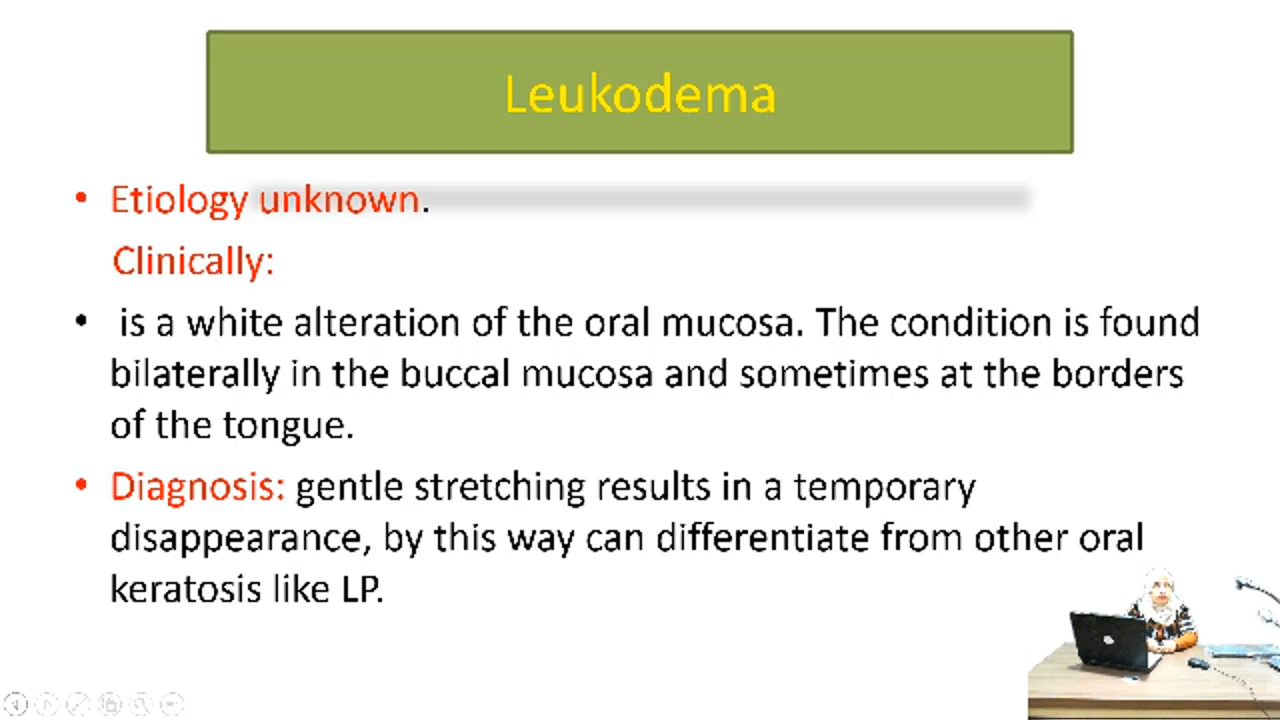 Leukodema
• Etiology unknown.
Clinically:
• is a white alteration of the oral mucosa. The condition is found
bilaterally in the buccal mucosa and sometimes at the borders
of the tongue.
• Diagnosis: gentle stretching results in a temporary
disappearance, by this way can differentiate from other oral
keratosis like LP.